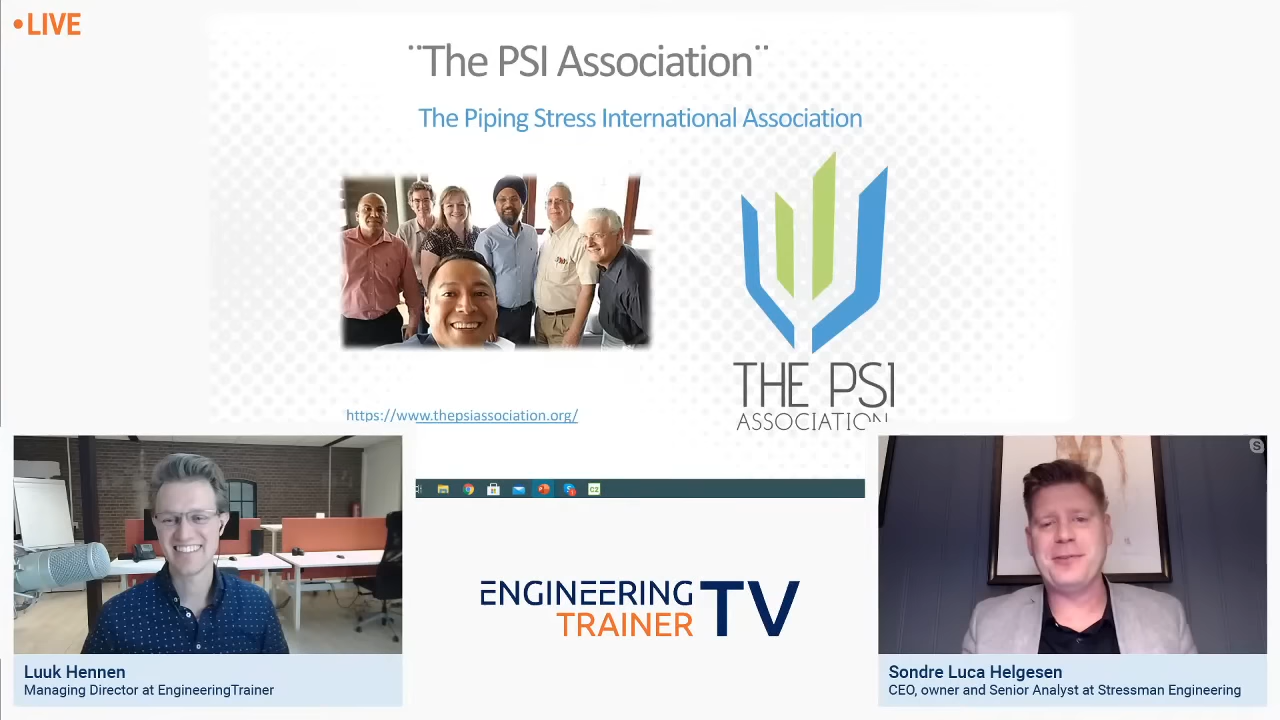 •LIVE
¨The PSI Association¨
The Piping Stress International Association
THE PSI
ASSOCIATION
https://www.thepsiassociation.org/
C2
ENGINEERING
TRAINER
TV
Luuk Hennen
Managing Director at EngineeringTrainer
Sondre Luca Helgesen
CEO, owner and Senior Analyst at Stressman Engineering